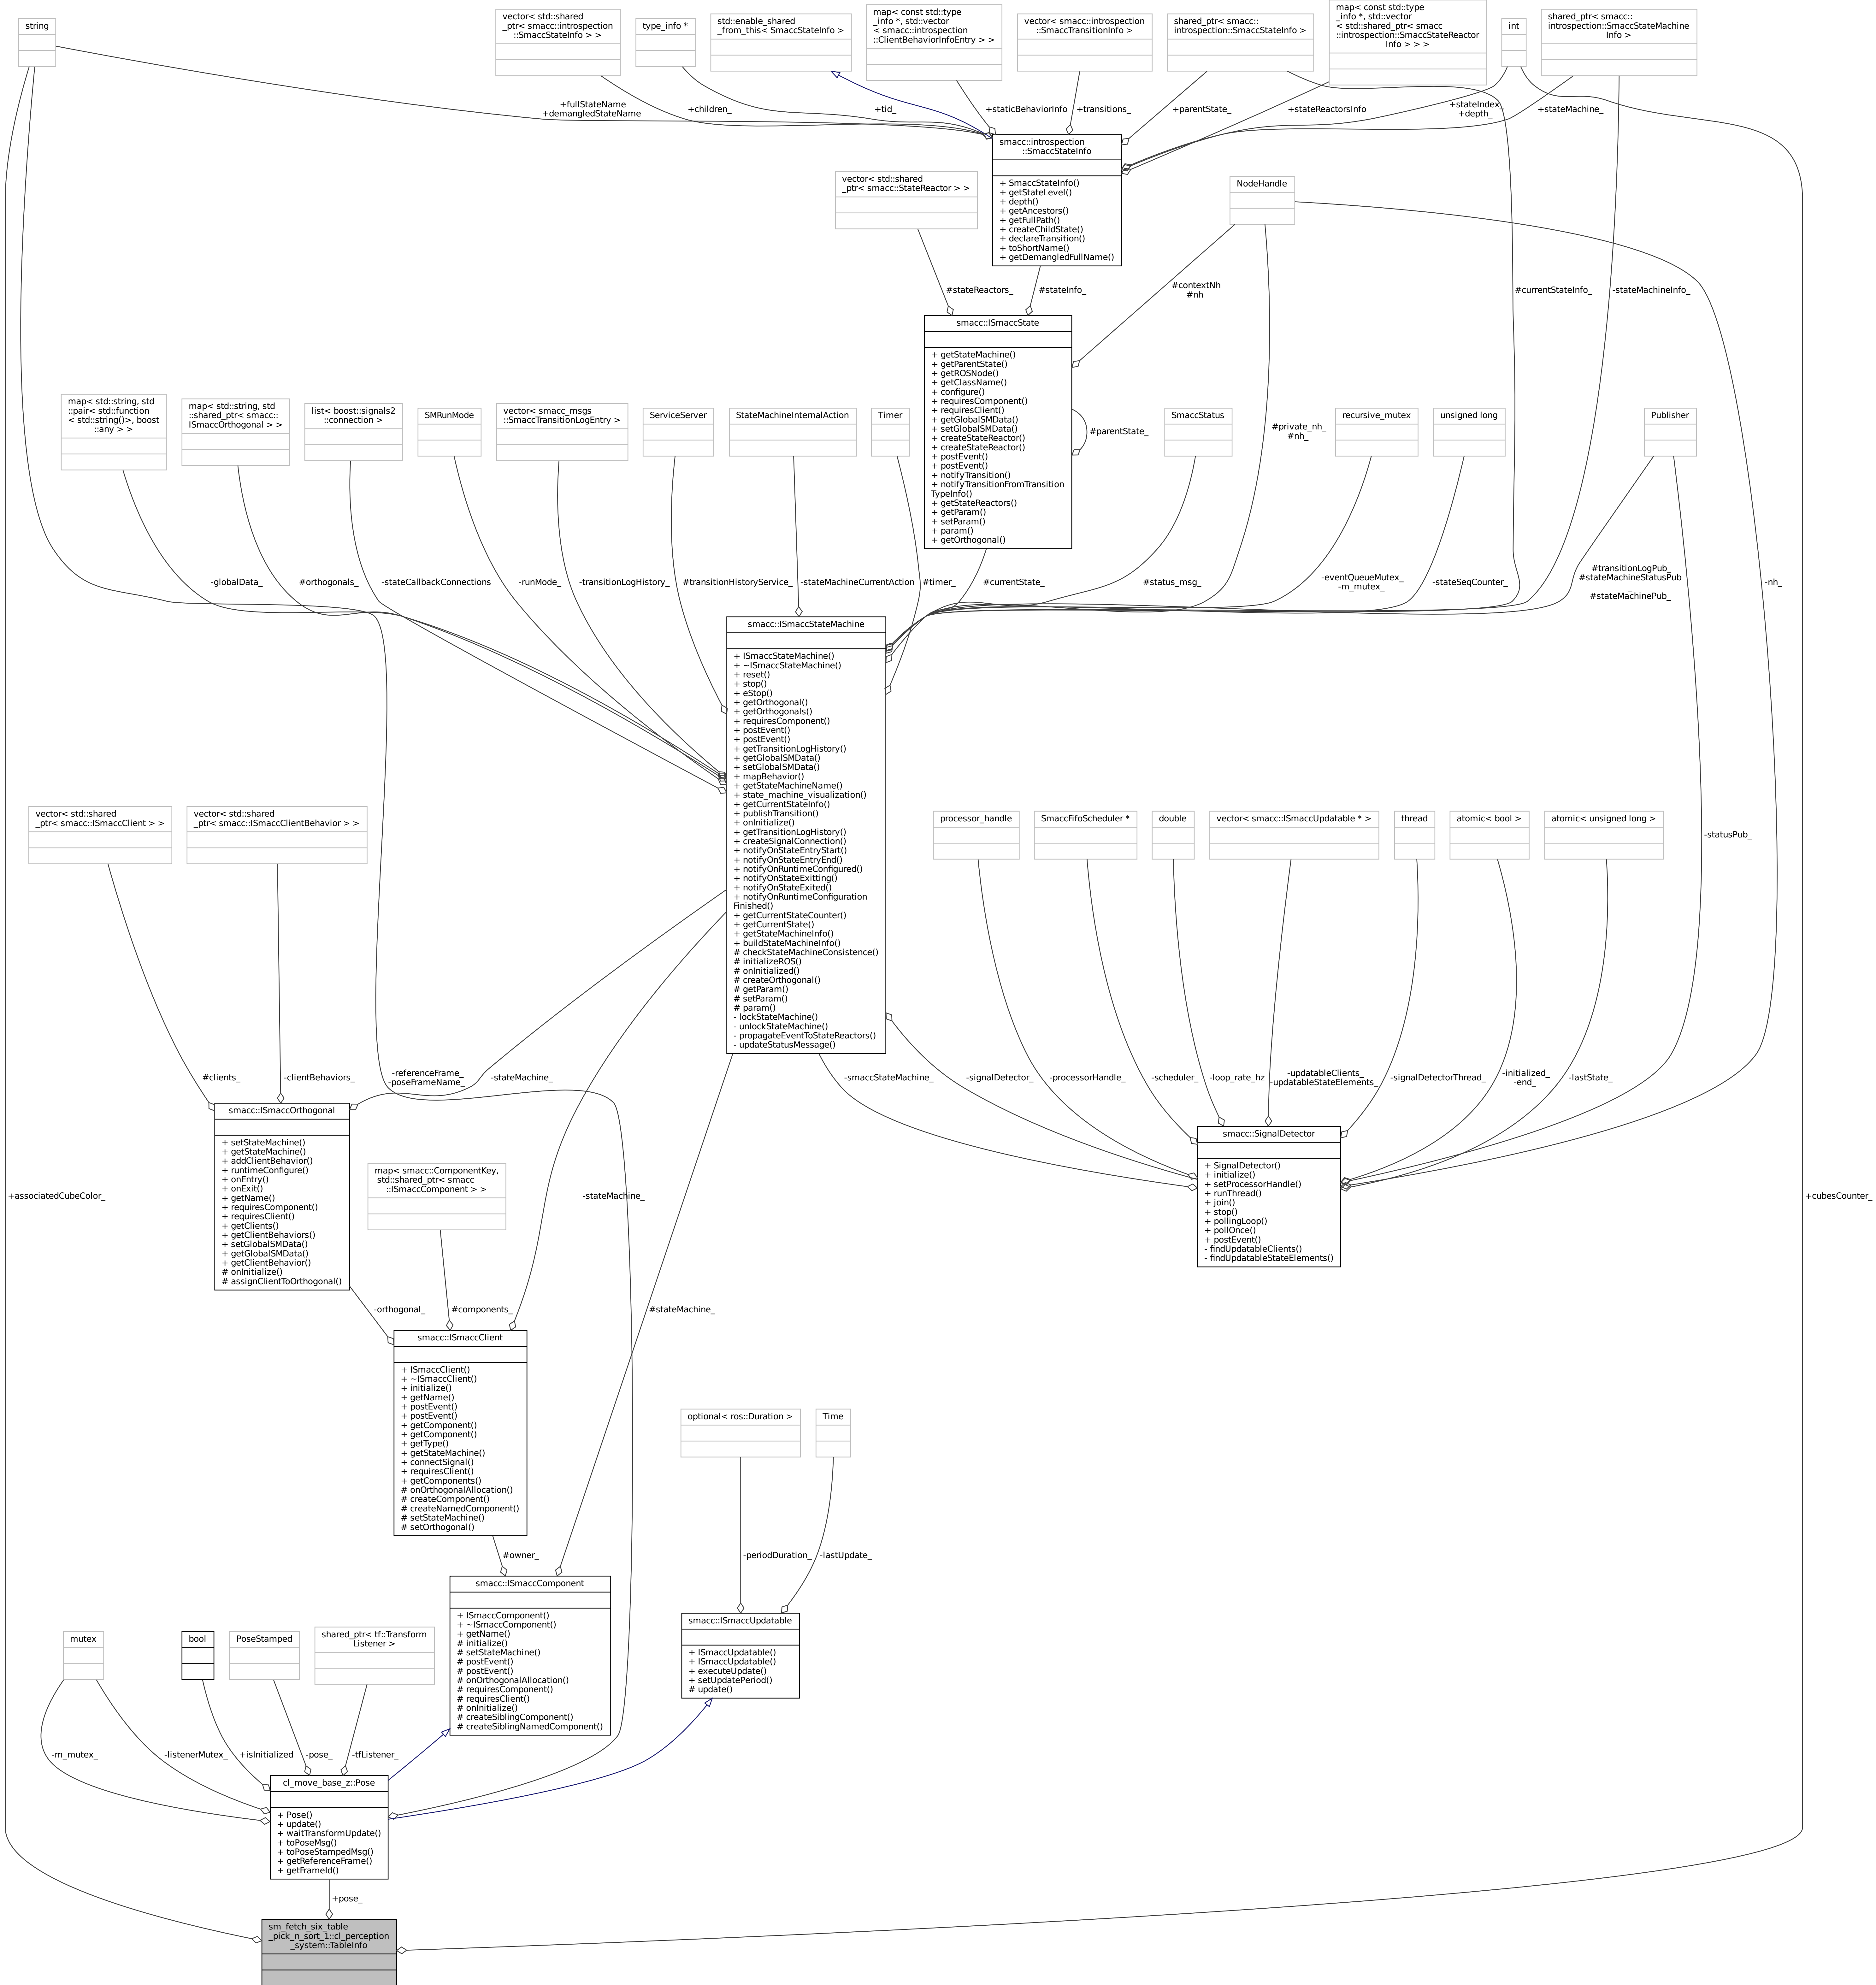 string
vector< std::shared
_ptr< smacc::introspection
::SmaccStateInfo > >
type_info *
std::enable_shared
_from_this< SmaccStateInfo >
map< const std::type
_info *, std::vector
< smacc::introspection
::ClientBehaviorInfoEntry > >
vector< smacc::introspection
::SmaccTransitionInfo >
shared_ptr< smacc::
introspection::SmaccStateInfo >
map< const std::type
_info *, std::vector
< std::shared_ptr< smacc
::introspection::SmaccStateReactor
Info > > >
int
shared_ptr< smacc::
introspection::SmaccStateMachine
Info >
+fullStateName
+demangledStateName
+children_
+tid_
+staticBehaviorInfo
+transitions_
+parentState_
+stateReactorsInfo
+stateIndex_
+depth_
+stateMachine_
smacc::introspection
::SmaccStateInfo
+ SmaccStateInfo()
+ getStateLevel()
+ depth()
+ getAncestors()
+ getFullPath()
+ createChildState()
+ declareTransition()
+ toShortName()
+ getDemangledFullName()
vector< std::shared
_ptr< smacc::StateReactor > >
NodeHandle
#stateReactors_
#stateInfo_
#contextNh
#nh
#currentStateInfo_
-stateMachineInfo_
smacc::ISmaccState
+ getStateMachine()
+ getParentState()
+ getROSNode()
+ getClassName()
+ configure()
+ requiresComponent()
+ requiresClient()
+ getGlobalSMData()
+ setGlobalSMData()
+ createStateReactor()
+ createStateReactor()
+ postEvent()
+ postEvent()
+ notifyTransition()
+ notifyTransitionFromTransition
TypeInfo()
+ getStateReactors()
+ getParam()
+ setParam()
+ param()
+ getOrthogonal()
#parentState_
map< std::string, std
::pair< std::function
< std::string()>, boost
::any > >
map< std::string, std
::shared_ptr< smacc::
ISmaccOrthogonal > >
list< boost::signals2
::connection >
SMRunMode
vector< smacc_msgs
::SmaccTransitionLogEntry >
ServiceServer
StateMachineInternalAction
Timer
SmaccStatus
#private_nh_
#nh_
recursive_mutex
unsigned long
Publisher
-globalData_
#orthogonals_
-stateCallbackConnections
-runMode_
-transitionLogHistory_
#transitionHistoryService_
-stateMachineCurrentAction
#timer_
#currentState_
#status_msg_
-eventQueueMutex_
-m_mutex_
-stateSeqCounter_
#transitionLogPub_
#stateMachineStatusPub
_
#stateMachinePub_
-nh_
smacc::ISmaccStateMachine
+ ISmaccStateMachine()
+ ~ISmaccStateMachine()
+ reset()
+ stop()
+ eStop()
+ getOrthogonal()
+ getOrthogonals()
+ requiresComponent()
+ postEvent()
+ postEvent()
+ getTransitionLogHistory()
+ getGlobalSMData()
+ setGlobalSMData()
+ mapBehavior()
+ getStateMachineName()
+ state_machine_visualization()
+ getCurrentStateInfo()
+ publishTransition()
+ onInitialize()
+ getTransitionLogHistory()
+ createSignalConnection()
+ notifyOnStateEntryStart()
+ notifyOnStateEntryEnd()
+ notifyOnRuntimeConfigured()
+ notifyOnStateExitting()
+ notifyOnStateExited()
+ notifyOnRuntimeConfiguration
Finished()
+ getCurrentStateCounter()
+ getCurrentState()
+ getStateMachineInfo()
+ buildStateMachineInfo()
# checkStateMachineConsistence()
# initializeROS()
# onInitialized()
# createOrthogonal()
# getParam()
# setParam()
# param()
- lockStateMachine()
- unlockStateMachine()
- propagateEventToStateReactors()
- updateStatusMessage()
vector< std::shared
_ptr< smacc::ISmaccClient > >
vector< std::shared
_ptr< smacc::ISmaccClientBehavior > >
processor_handle
SmaccFifoScheduler *
double
vector< smacc::ISmaccUpdatable * >
thread
atomic< bool >
atomic< unsigned long >
-statusPub_
#clients_
-clientBehaviors_
-referenceFrame_
-poseFrameName_
-stateMachine_
-smaccStateMachine_
-signalDetector_
-processorHandle_
-scheduler_
-loop_rate_hz
-updatableClients_
-updatableStateElements_
-signalDetectorThread_
-initialized_
-end_
-lastState_
smacc::ISmaccOrthogonal
+ setStateMachine()
+ getStateMachine()
+ addClientBehavior()
+ runtimeConfigure()
+ onEntry()
+ onExit()
+ getName()
+ requiresComponent()
+ requiresClient()
+ getClients()
+ getClientBehaviors()
+ setGlobalSMData()
+ getGlobalSMData()
+ getClientBehavior()
# onInitialize()
# assignClientToOrthogonal()
smacc::SignalDetector
+ SignalDetector()
+ initialize()
+ setProcessorHandle()
+ runThread()
+ join()
+ stop()
+ pollingLoop()
+ pollOnce()
+ postEvent()
- findUpdatableClients()
- findUpdatableStateElements()
map< smacc::ComponentKey,
std::shared_ptr< smacc
::ISmaccComponent > >
+associatedCubeColor_
-stateMachine_
+cubesCounter_
-orthogonal_
#components_
#stateMachine_
smacc::ISmaccClient
+ ISmaccClient()
+ ~ISmaccClient()
+ initialize()
+ getName()
+ postEvent()
+ postEvent()
+ getComponent()
+ getComponent()
+ getType()
+ getStateMachine()
+ connectSignal()
+ requiresClient()
+ getComponents()
# onOrthogonalAllocation()
# createComponent()
# createNamedComponent()
# setStateMachine()
# setOrthogonal()
optional< ros::Duration >
Time
#owner_
-periodDuration_
-lastUpdate_
smacc::ISmaccComponent
+ ISmaccComponent()
+ ~ISmaccComponent()
+ getName()
# initialize()
# setStateMachine()
# postEvent()
# postEvent()
# onOrthogonalAllocation()
# requiresComponent()
# requiresClient()
# onInitialize()
# createSiblingComponent()
# createSiblingNamedComponent()
smacc::ISmaccUpdatable
+ ISmaccUpdatable()
+ ISmaccUpdatable()
+ executeUpdate()
+ setUpdatePeriod()
# update()
mutex
bool
PoseStamped
shared_ptr< tf::Transform
Listener >
-m_mutex_
-listenerMutex_
+isInitialized
-pose_
-tfListener_
cl_move_base_z::Pose
+ Pose()
+ update()
+ waitTransformUpdate()
+ toPoseMsg()
+ toPoseStampedMsg()
+ getReferenceFrame()
+ getFrameId()
+pose_
sm_fetch_six_table
_pick_n_sort_1::cl_perception
_system::TableInfo